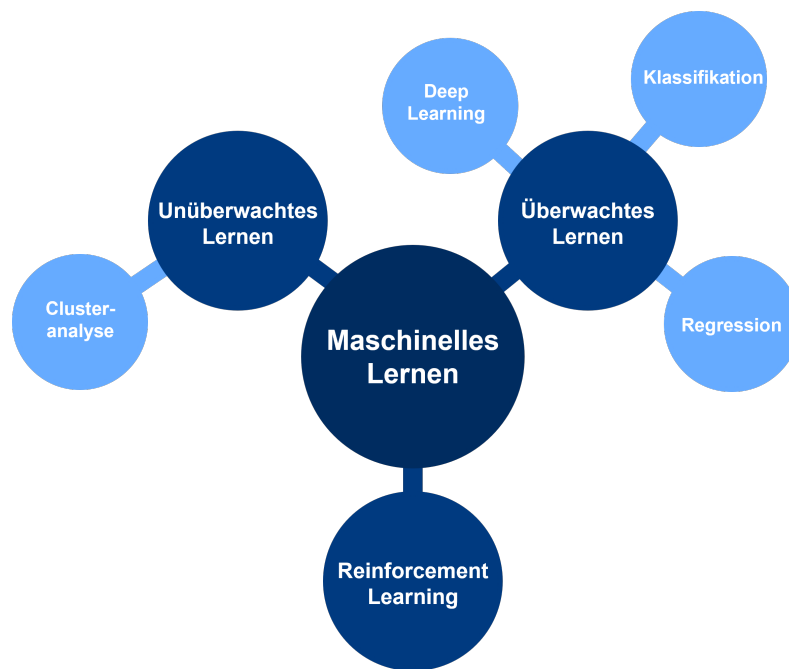 Klassifikation
Deep
Learning
Unüberwachtes
Lernen
Überwachtes
Lernen
Cluster-
analyse
Regression
Maschinelles
Lernen
Reinforcement
Learning